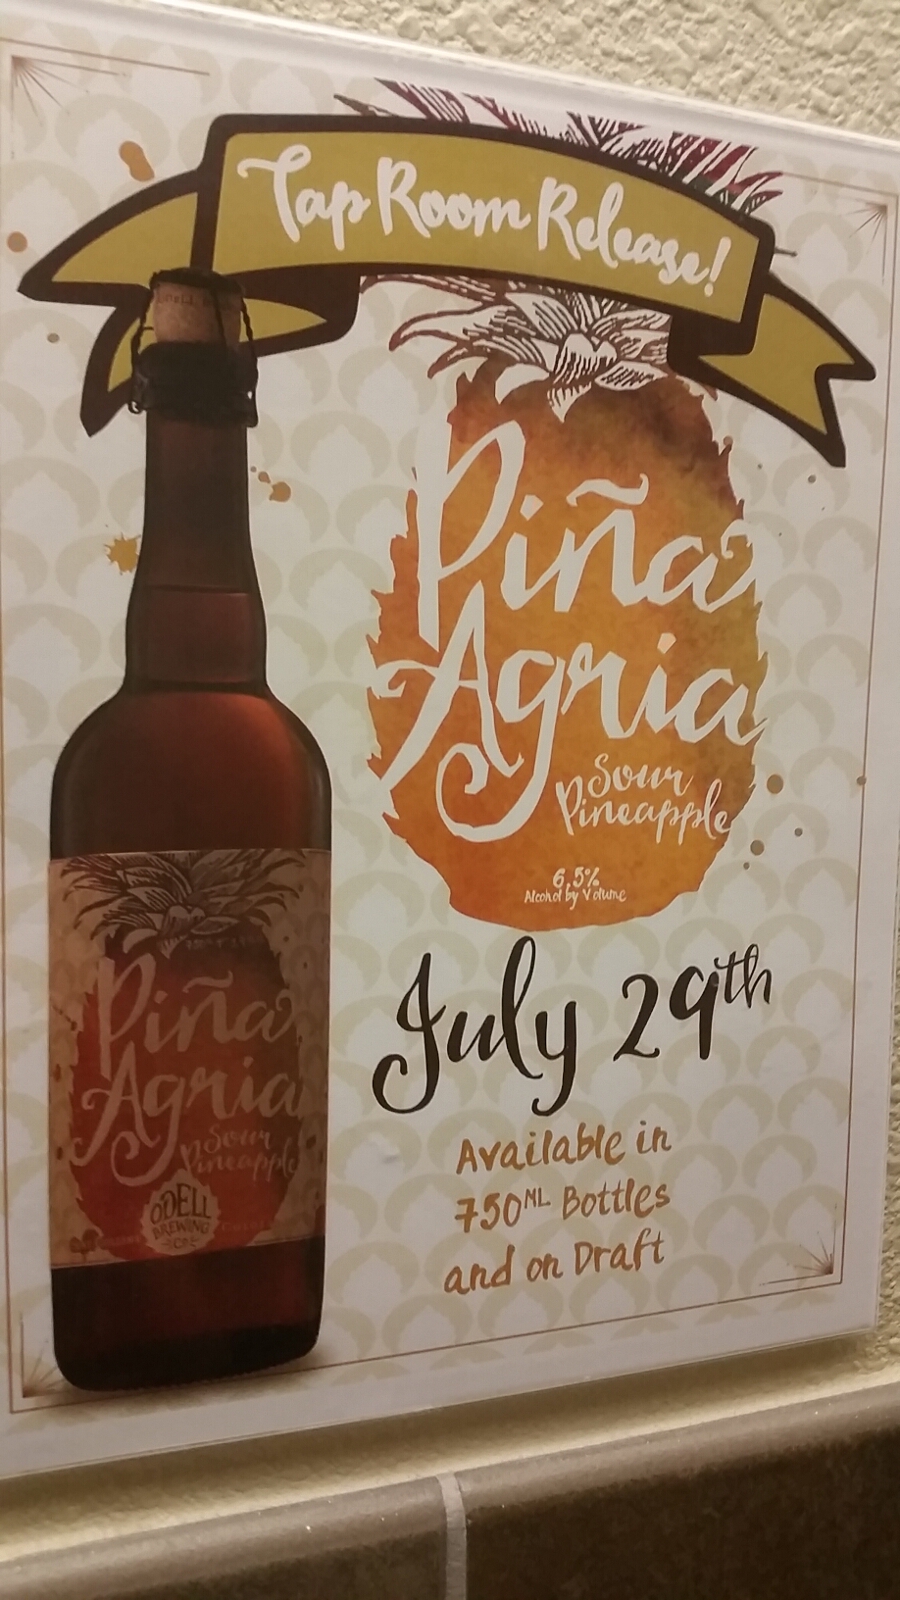 Tap Room Release!
Piña
Agria
Sour
Pineapple
6.5%
Alcohol by Volume
July 29th
Available in
750ML Bottles
and on Draft
Piña
Agria
Sour
Pineapple
ODELL
BREWING
CO